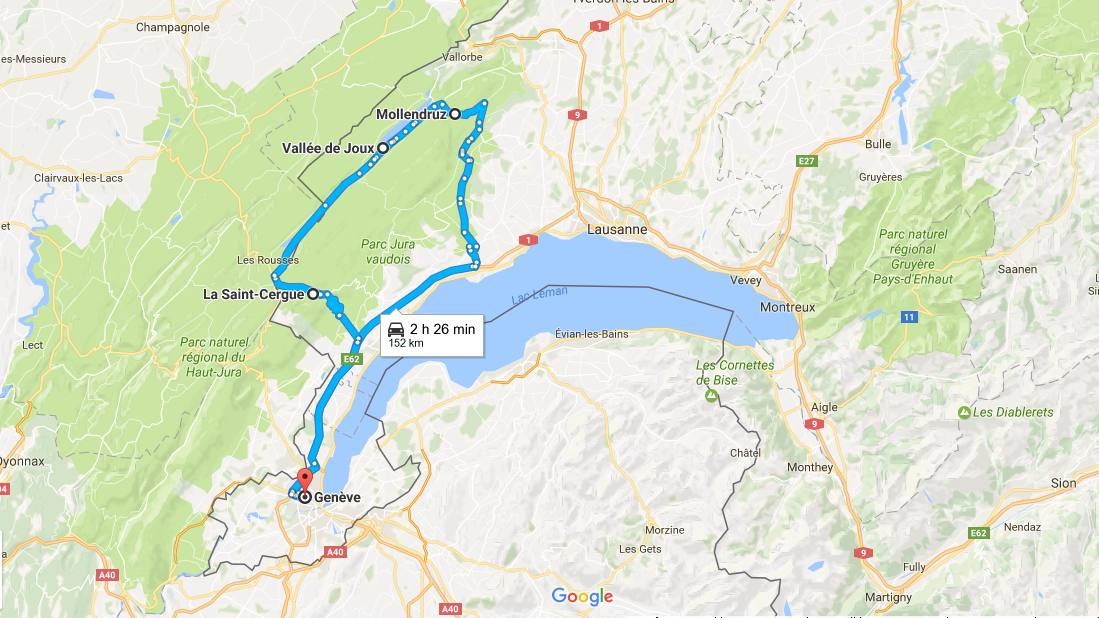 Yverdon-les-Bains
Champagnole
1
es-Messieurs
Vallorbe
Mollendruz
9
Bulle
Vallée de Joux
E27
Clairvaux-les-Lacs
Gruyères
et
Lausanne
1
Parc Jura
vaudois
Parc naturel
régional
Gruyère
Pays-d'Enhaut
Les Rousses
Saanen
Vevey
La Saint-Cergue
Lac Léman
Montreux
2 h 26 min
152 km
11
Évian-les-Bains
Lect
Parc naturel
régional du
Haut-Jura
E62
Les Cornettes
de Bise
Aigle
Les Diablerets
9
Châtel
Oyonnax
Monthey
Sion
Genève
Nendaz
Morzine
E62
Les Gets
A40
9
Fully
A40
Martigny
Google
A40